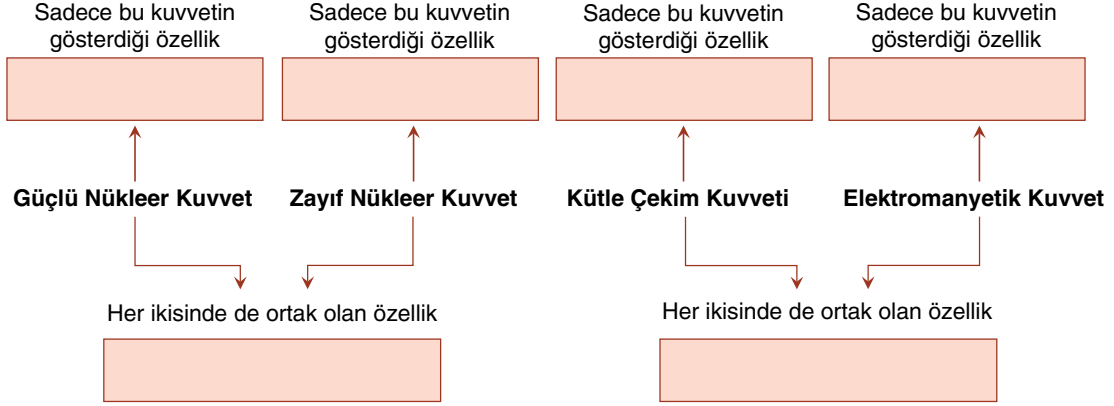 Sadece bu kuvvetin
gösterdiği özellik
Sadece bu kuvvetin
gösterdiği özellik
Sadece bu kuvvetin
gösterdiği özellik
Sadece bu kuvvetin
gösterdiği özellik
Güçlü Nükleer Kuvvet
Zayıf Nükleer Kuvvet
Kütle Çekim Kuvveti
Elektromanyetik Kuvvet
Her ikisinde de ortak olan özellik
Her ikisinde de ortak olan özellik